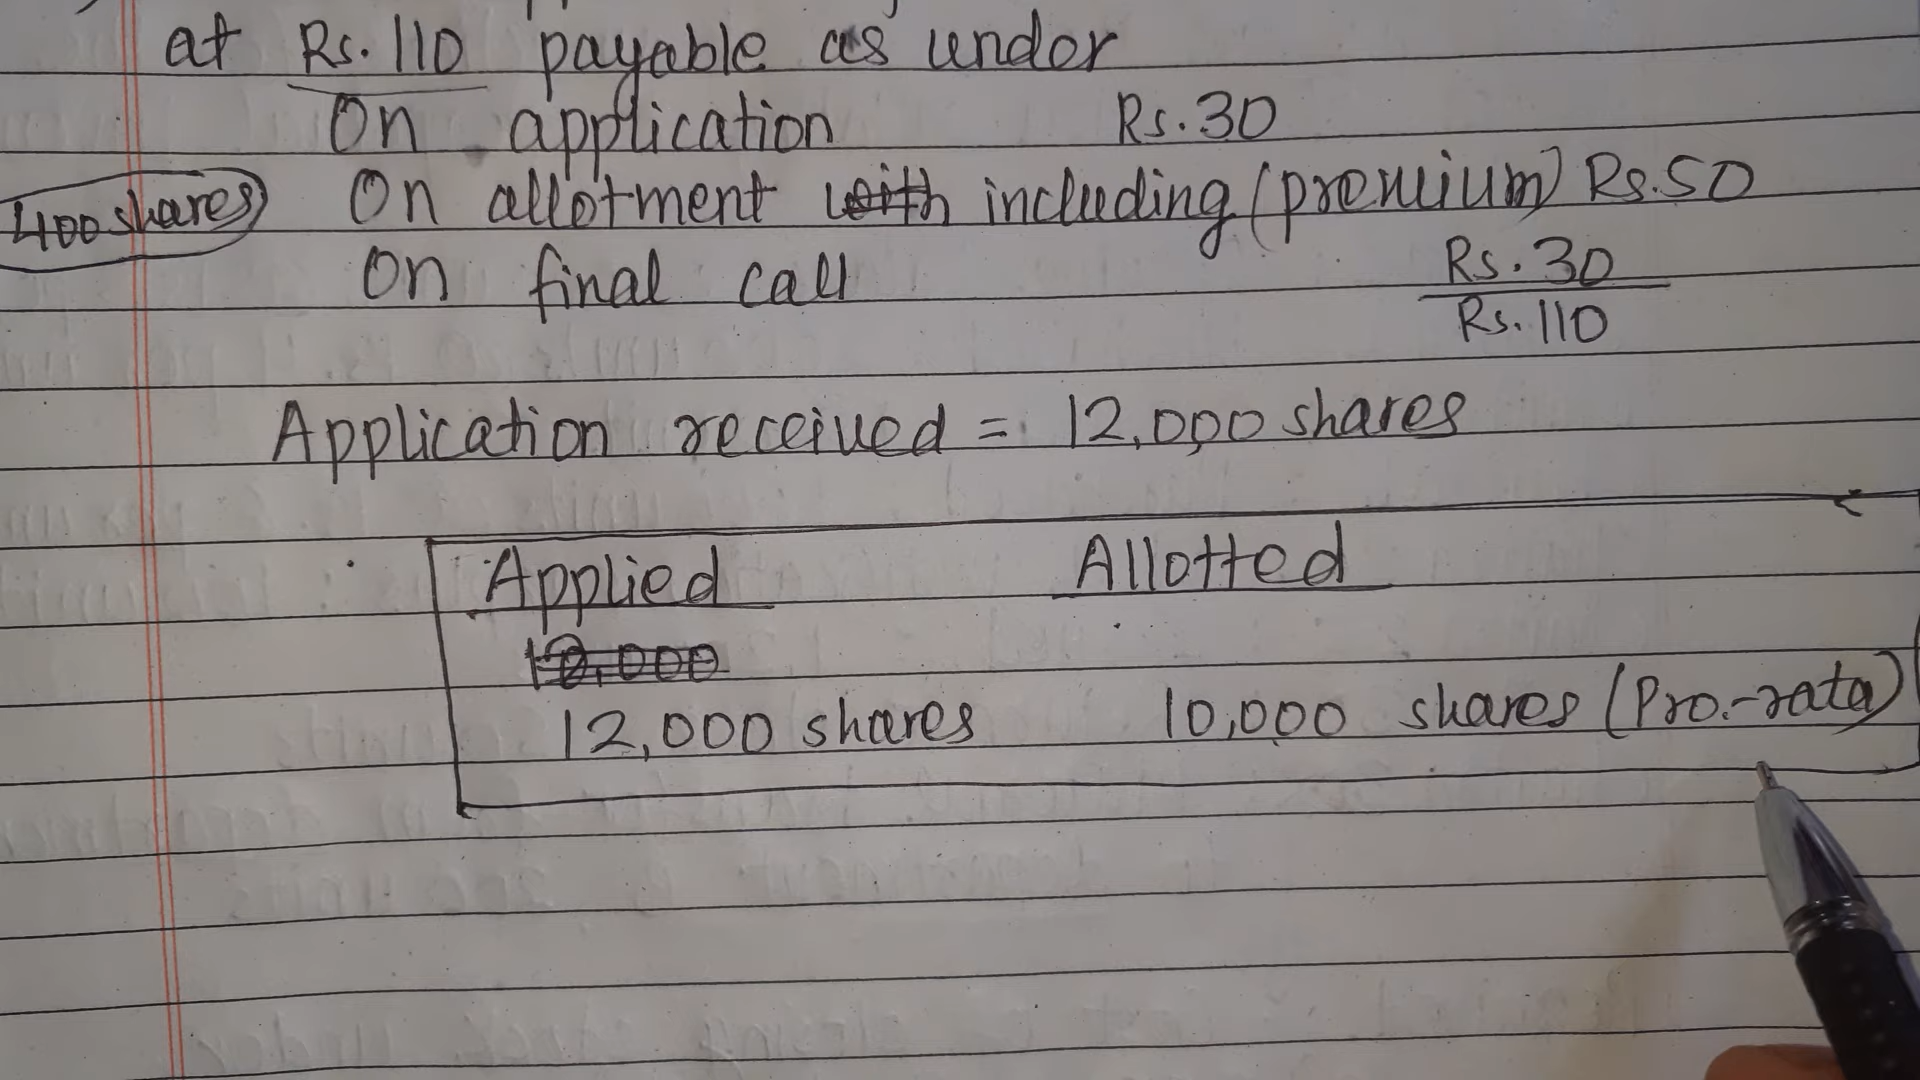 at Rs. 110 payable as under
On application Rs. 30
400 shares On allotment with including (premium) Rs. 50
On final call Rs. 30
Rs. 110
Application received = 12,000 shares
Applied Allotted
12,000 shares 10,000 shares (Pro-rata)